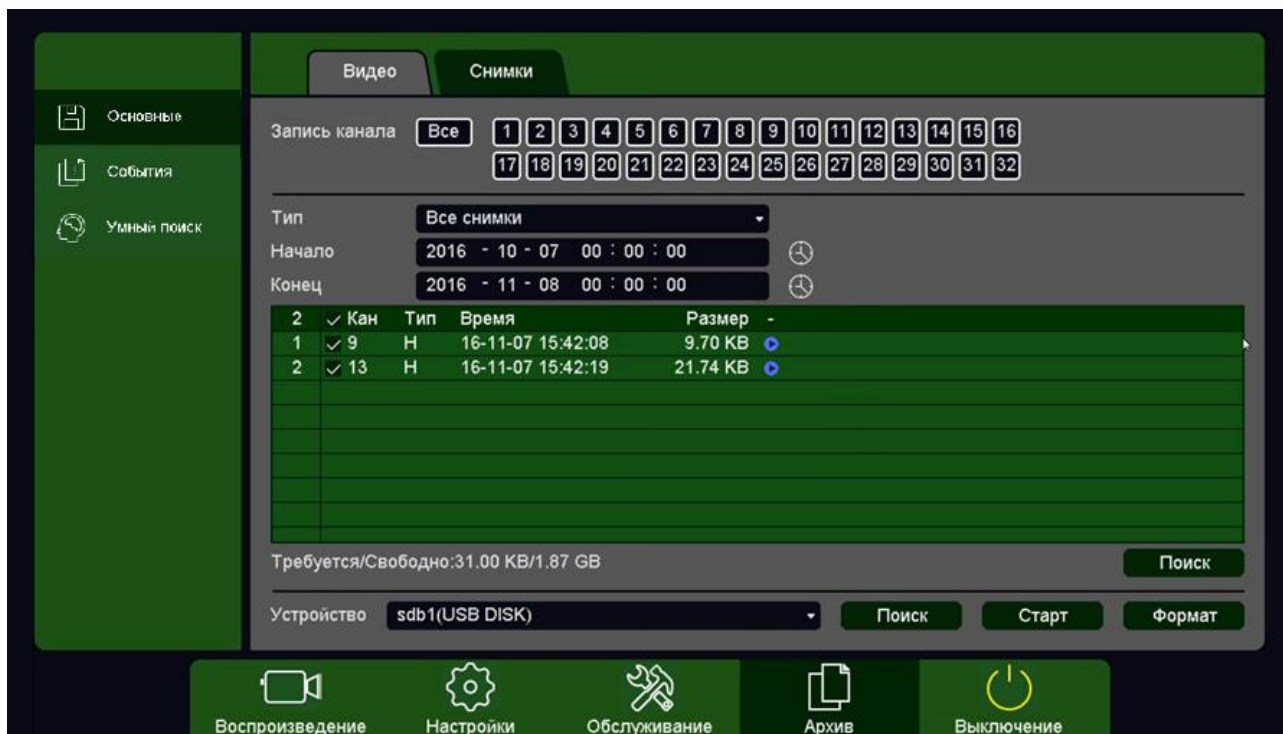 Видео Снимки
Основные
События
Умный поиск
Запись канала Все 1 2 3 4 5 6 7 8 9 10 11 12 13 14 15 16
17 18 19 20 21 22 23 24 25 26 27 28 29 30 31 32
Тип Все снимки
Начало 2016 - 10 - 07 00 : 00 : 00
Конец 2016 - 11 - 08 00 : 00 : 00
2 Кан Тип Время Размер -
1 9 Н 16-11-07 15:42:08 9.70 KB
2 13 Н 16-11-07 15:42:19 21.74 KB
Требуется/Свободно:31.00 KB/1.87 GB Поиск
Устройство sdb1(USB DISK) Поиск Старт Формат
Воспроизведение Настройки Обслуживание Архив Выключение